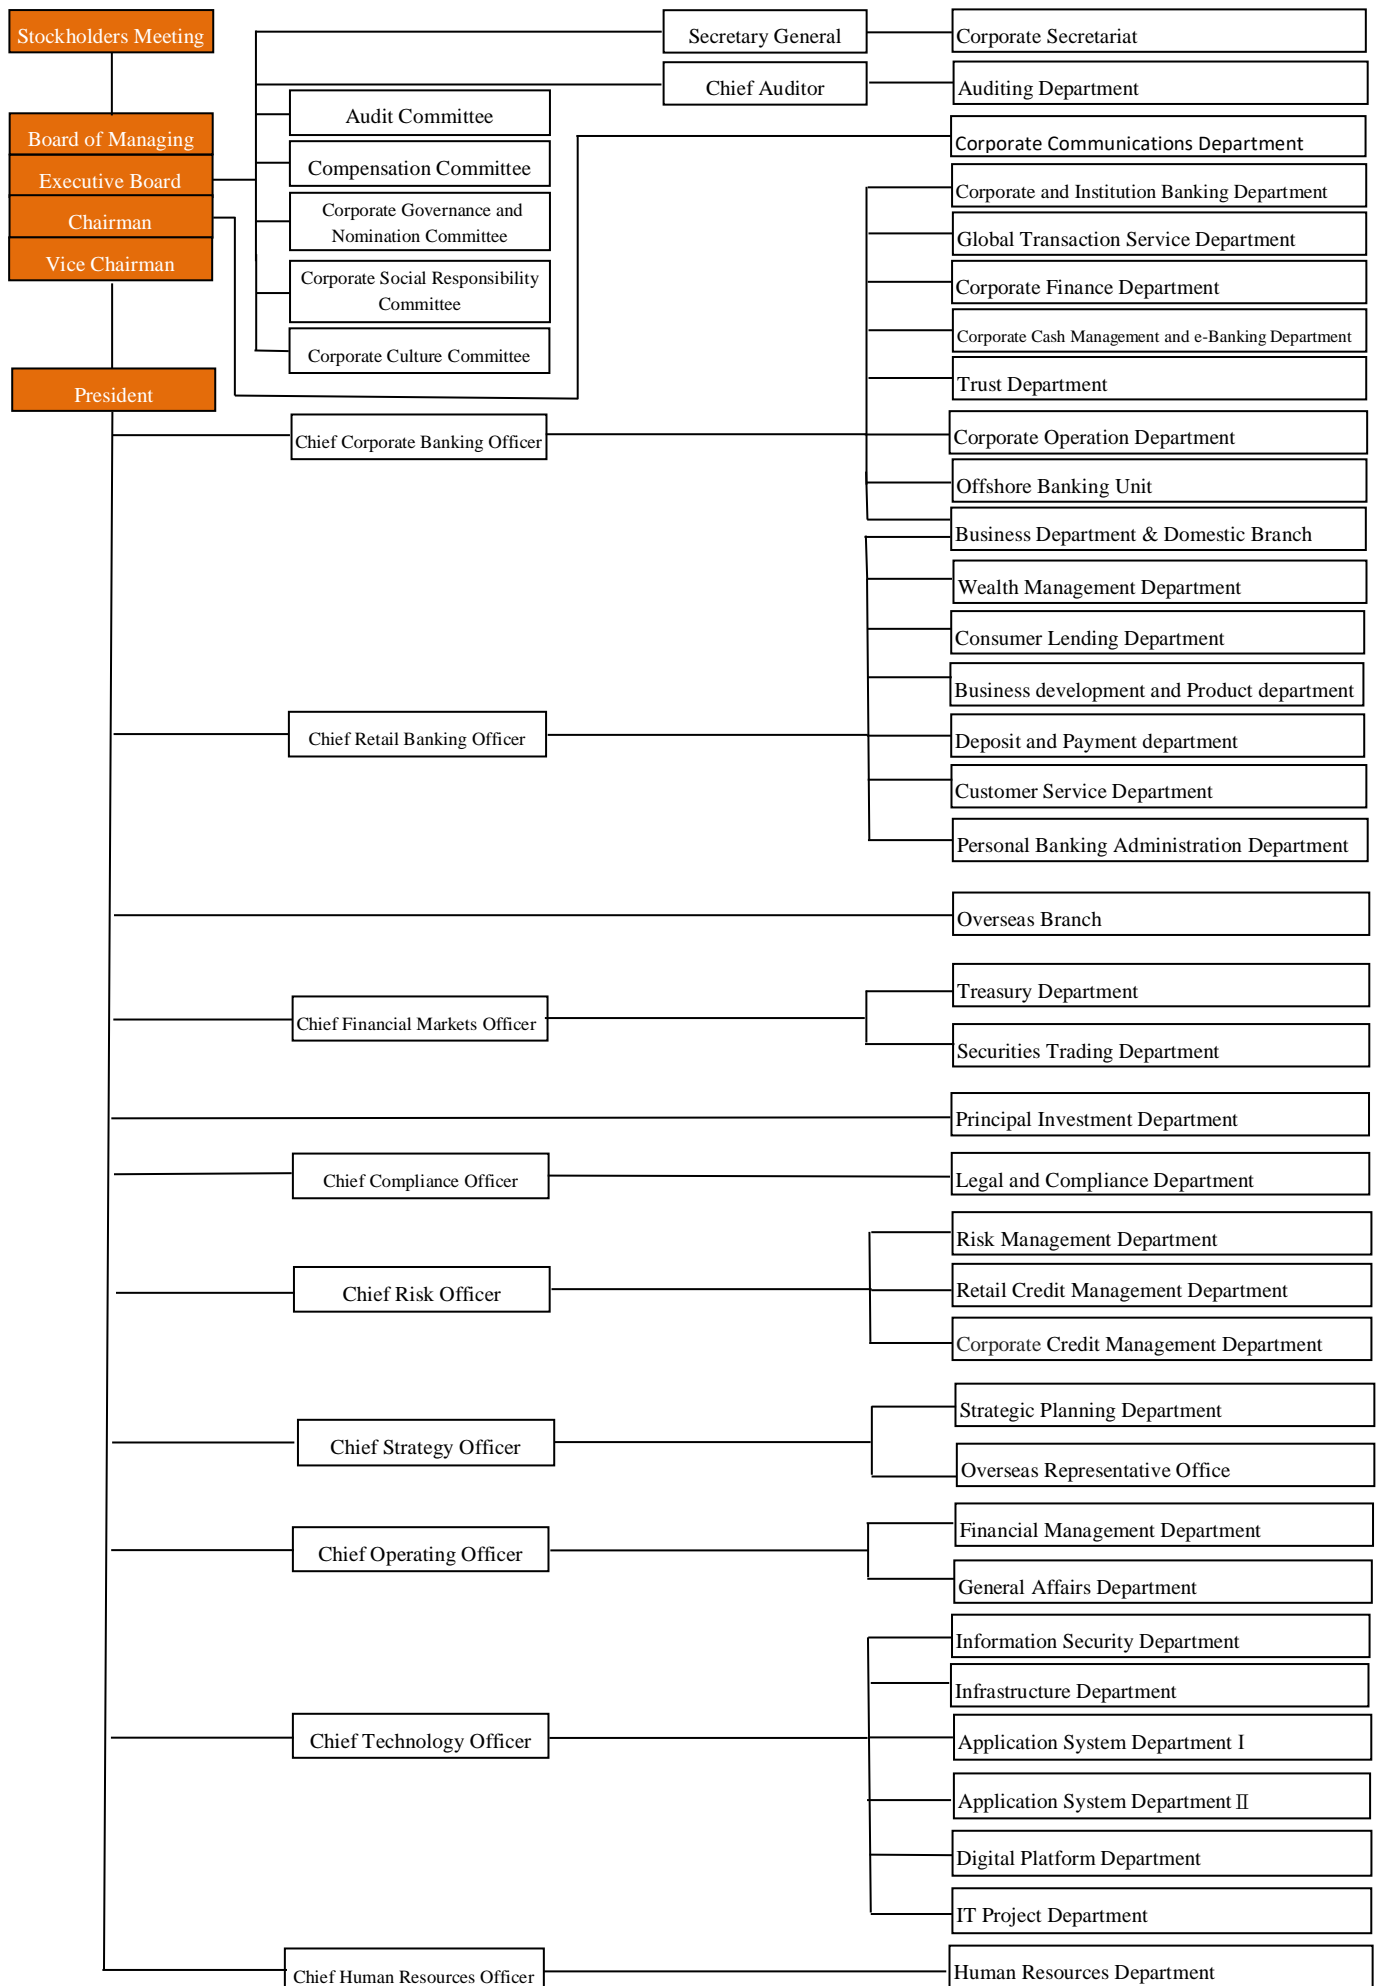 Stockholders Meeting
Board of Managing
Executive Board
Chairman
Vice Chairman
President
Secretary General
Chief Auditor
Audit Committee
Compensation Committee
Corporate Governance and
Nomination Committee
Corporate Social Responsibility
Committee
Corporate Culture Committee
Corporate Secretariat
Auditing Department
Corporate Communications Department
Chief Corporate Banking Officer
Corporate and Institution Banking Department
Global Transaction Service Department
Corporate Finance Department
Corporate Cash Management and e-Banking Department
Trust Department
Corporate Operation Department
Offshore Banking Unit
Business Department & Domestic Branch
Chief Retail Banking Officer
Wealth Management Department
Consumer Lending Department
Business development and Product department
Deposit and Payment department
Customer Service Department
Personal Banking Administration Department
Overseas Branch
Chief Financial Markets Officer
Treasury Department
Securities Trading Department
Principal Investment Department
Chief Compliance Officer
Legal and Compliance Department
Chief Risk Officer
Risk Management Department
Retail Credit Management Department
Corporate Credit Management Department
Chief Strategy Officer
Strategic Planning Department
Overseas Representative Office
Chief Operating Officer
Financial Management Department
General Affairs Department
Chief Technology Officer
Information Security Department
Infrastructure Department
Application System Department I
Application System Department Ⅱ
Digital Platform Department
IT Project Department
Chief Human Resources Officer
Human Resources Department